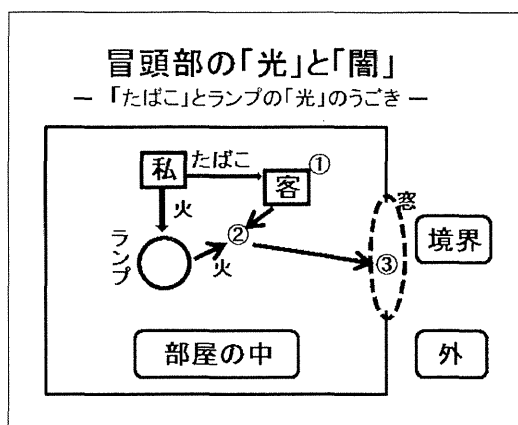 冒頭部の「光」と「闇」
― 「たばこ」とランプの「光」のうごき ―
私
たばこ
客
①
火
ランプ
②
火
窓
③
境界
部屋の中
外